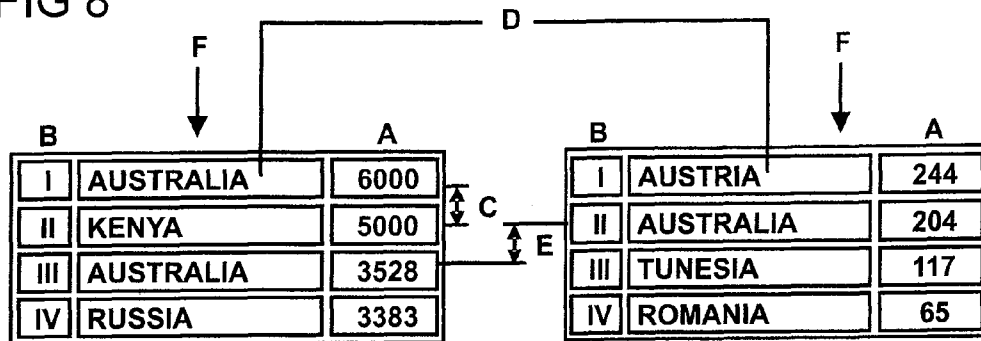 FIG 8
D
F
F
B A
B A
I AUSTRALIA 6000
II KENYA 5000
III AUSTRALIA 3528
IV RUSSIA 3383
C
E
I AUSTRIA 244
II AUSTRALIA 204
III TUNESIA 117
IV ROMANIA 65